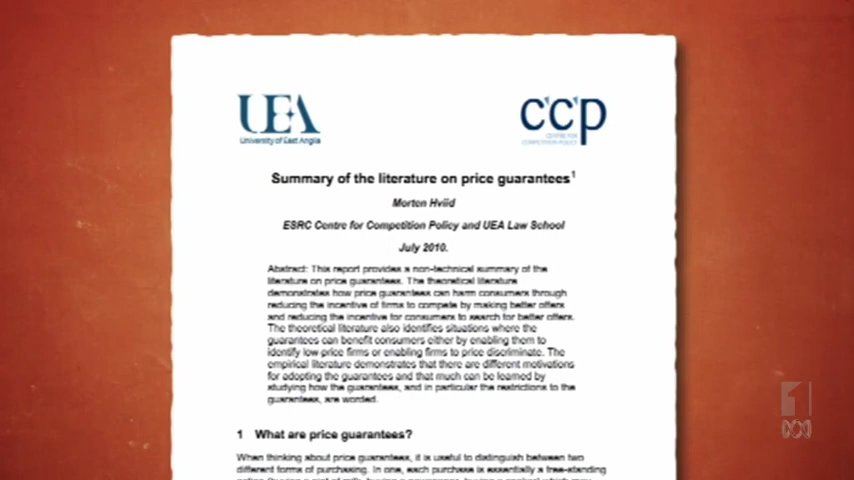 UEA
University of East Anglia
c'c'p
CENTRE FOR
COMPETITION POLICY
Summary of the literature on price guarantees1
Morten Hviid
ESRC Centre for Competition Policy and UEA Law School
July 2010.
Abstract: This report provides a non-technical summary of the
literature on price guarantees. The theoretical literature
demonstrates how price guarantees can harm consumers through
reducing the incentive of firms to compete by making better offers
and reducing the incentive for consumers to search for better offers.
The theoretical literature also identifies situations where the
guarantees can benefit consumers either by enabling them to
identify low-price firms or enabling firms to price discriminate. The
empirical literature demonstrates that there are different motivations
for adopting the guarantees and that much can be learned by
studying how the guarantees, and in particular the restrictions to the
guarantees, are worded.
1 What are price guarantees?
When thinking about price guarantees, it is useful to distinguish between two
different forms of purchasing. In one, each purchase is essentially a free-standing
1